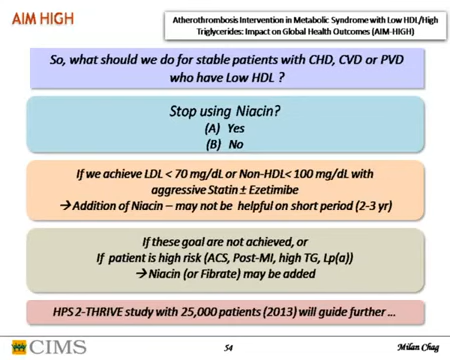 AIM HIGH
Atherothrombosis Intervention in Metabolic Syndrome with Low HDL/High
Triglycerides: Impact on Global Health Outcomes (AIM-HIGH)
So, what should we do for stable patients with CHD, CVD or PVD
who have Low HDL ?
Stop using Niacin?
(A) Yes
(B) No
If we achieve LDL < 70 mg/dL or Non-HDL< 100 mg/dL with
aggressive Statin ± Ezetimibe
→Addition of Niacin – may not be helpful on short period (2-3 yr)
If these goal are not achieved, or
If patient is high risk (ACS, Post-MI, high TG, Lp(a))
→Niacin (or Fibrate) may be added
HPS 2-THRIVE study with 25,000 patients (2013) will guide further ...
CIMS
54
Milan Chag